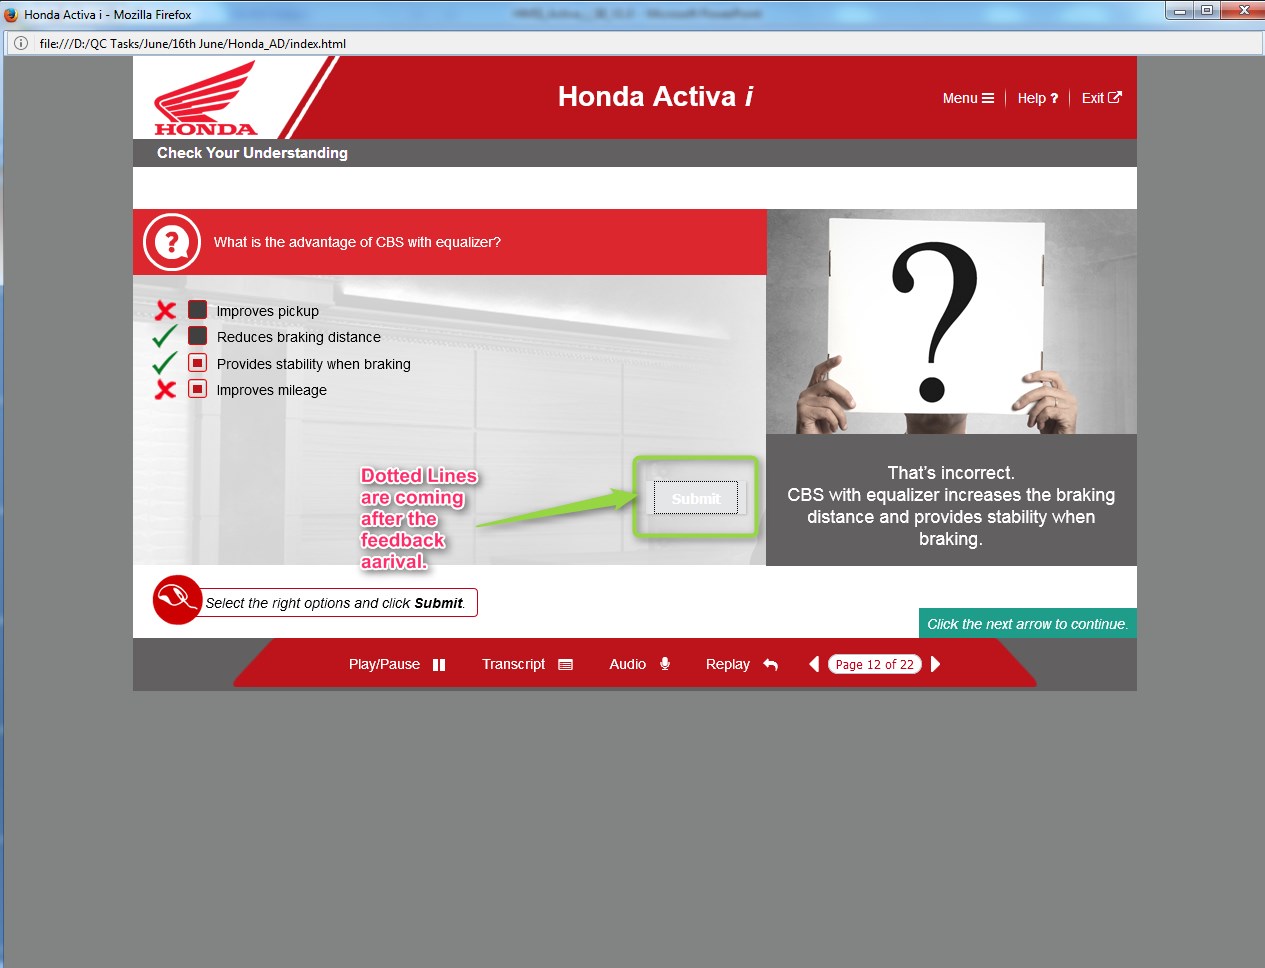 Honda Activa i - Mozilla Firefox
file:///D:/QC Tasks/June/16th June/Honda_AD/index.html
HONDA
Honda Activa i
Menu
Help ?
Exit
Check Your Understanding
?
What is the advantage of CBS with equalizer?
Improves pickup
Reduces braking distance
Provides stability when braking
Improves mileage
?
Dotted Lines
are coming
after the
feedback
aarival.
Submit
That's incorrect.
CBS with equalizer increases the braking
distance and provides stability when
braking.
Select the right options and click Submit.
Click the next arrow to continue.
Play/Pause
Transcript
Audio
Replay
Page 12 of 22